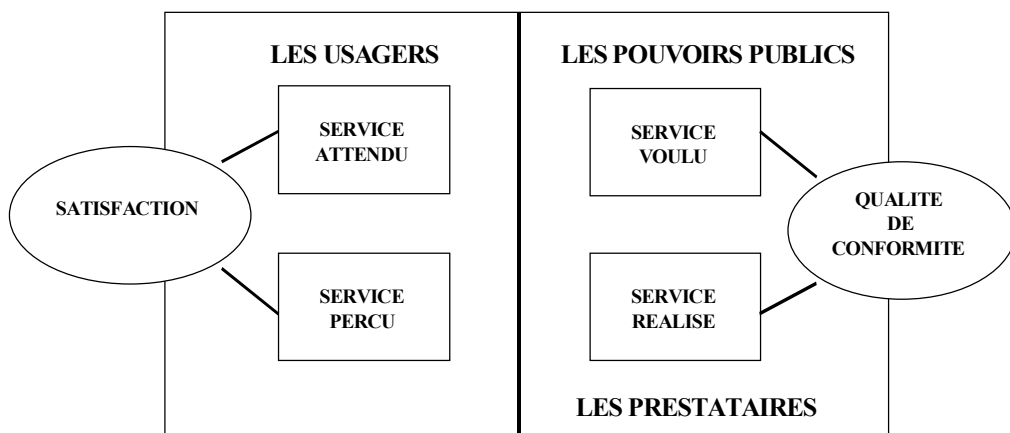 LES USAGERS
LES POUVOIRS PUBLICS
SERVICE
ATTENDU
SERVICE
VOULU
SATISFACTION
QUALITE
DE
CONFORMITE
SERVICE
PERCU
SERVICE
REALISE
LES PRESTATAIRES